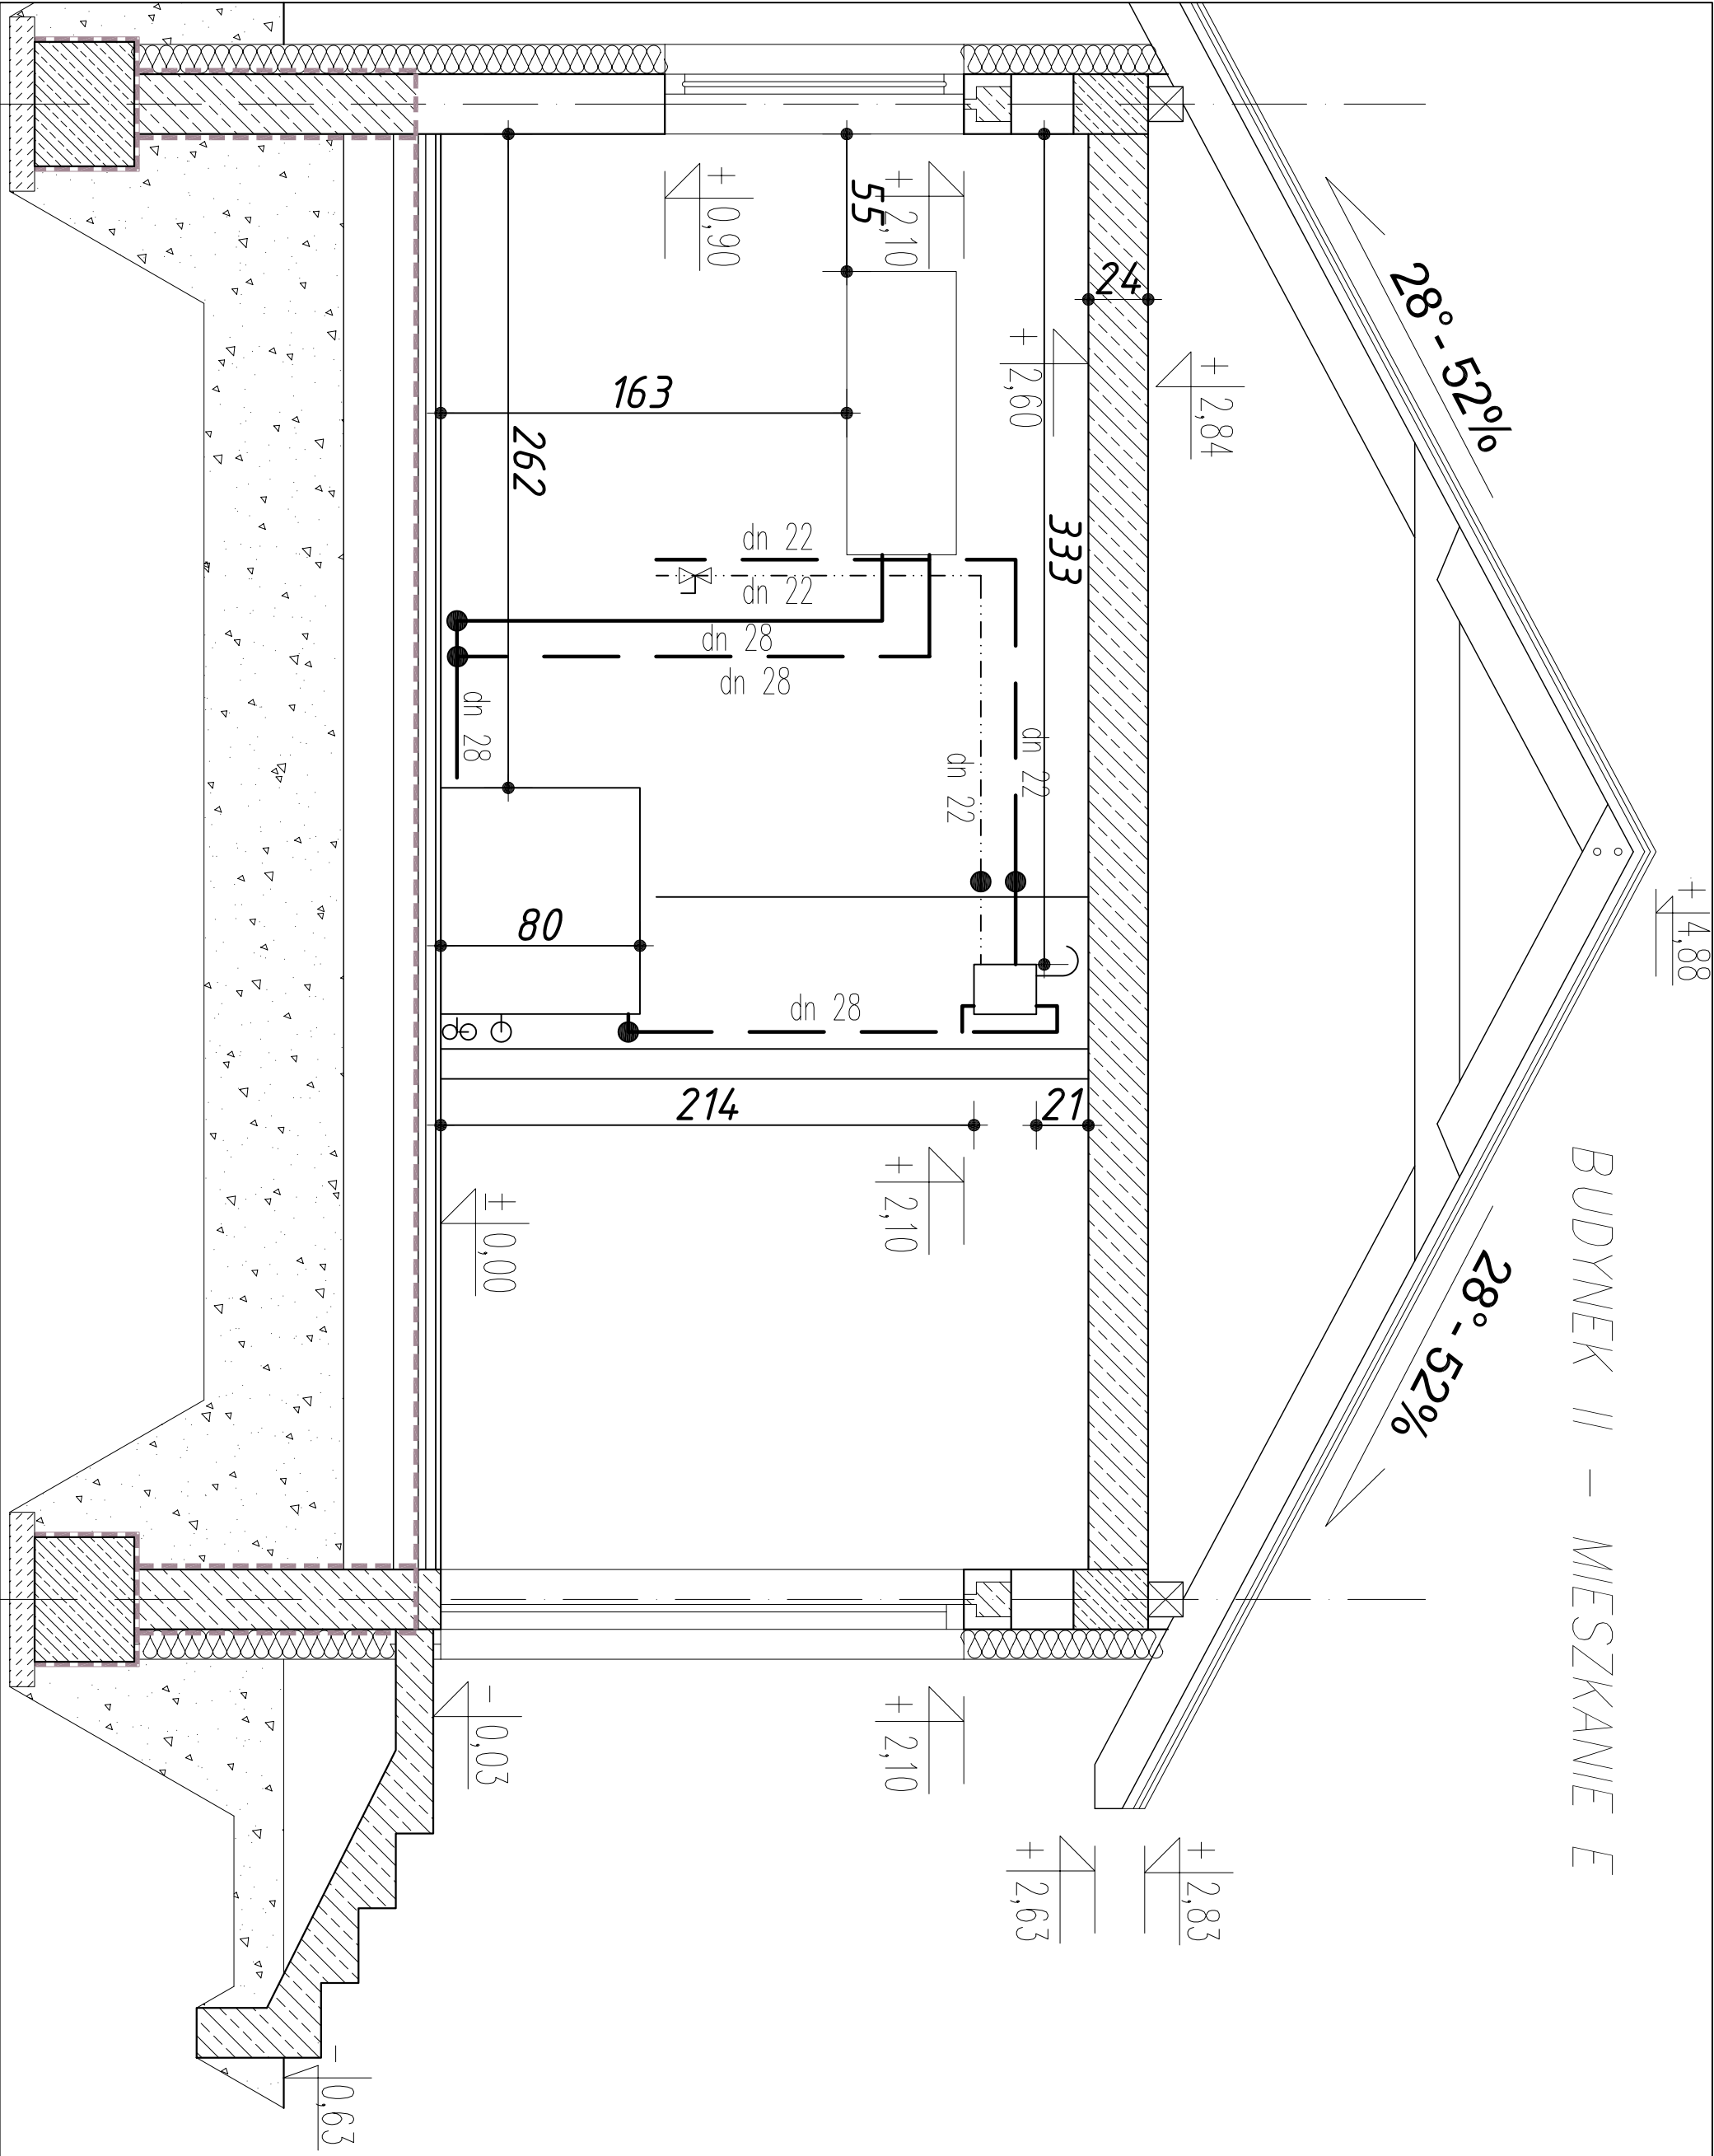 BUDYNEK II - MIESZKANIE E
+ 4,88
28° - 52%
28° - 52%
+ 2,84
24
+ 2,60
333
+ 2,83
+ 2,63
+ 2,10
55
21
+ 2,10
+ 2,10
dn 22
dn 22
dn 22
dn 22
dn 28
dn 28
dn 28
dn 28
163
+ 0,90
262
80
214
± 0,00
- 0,03
- 0,63